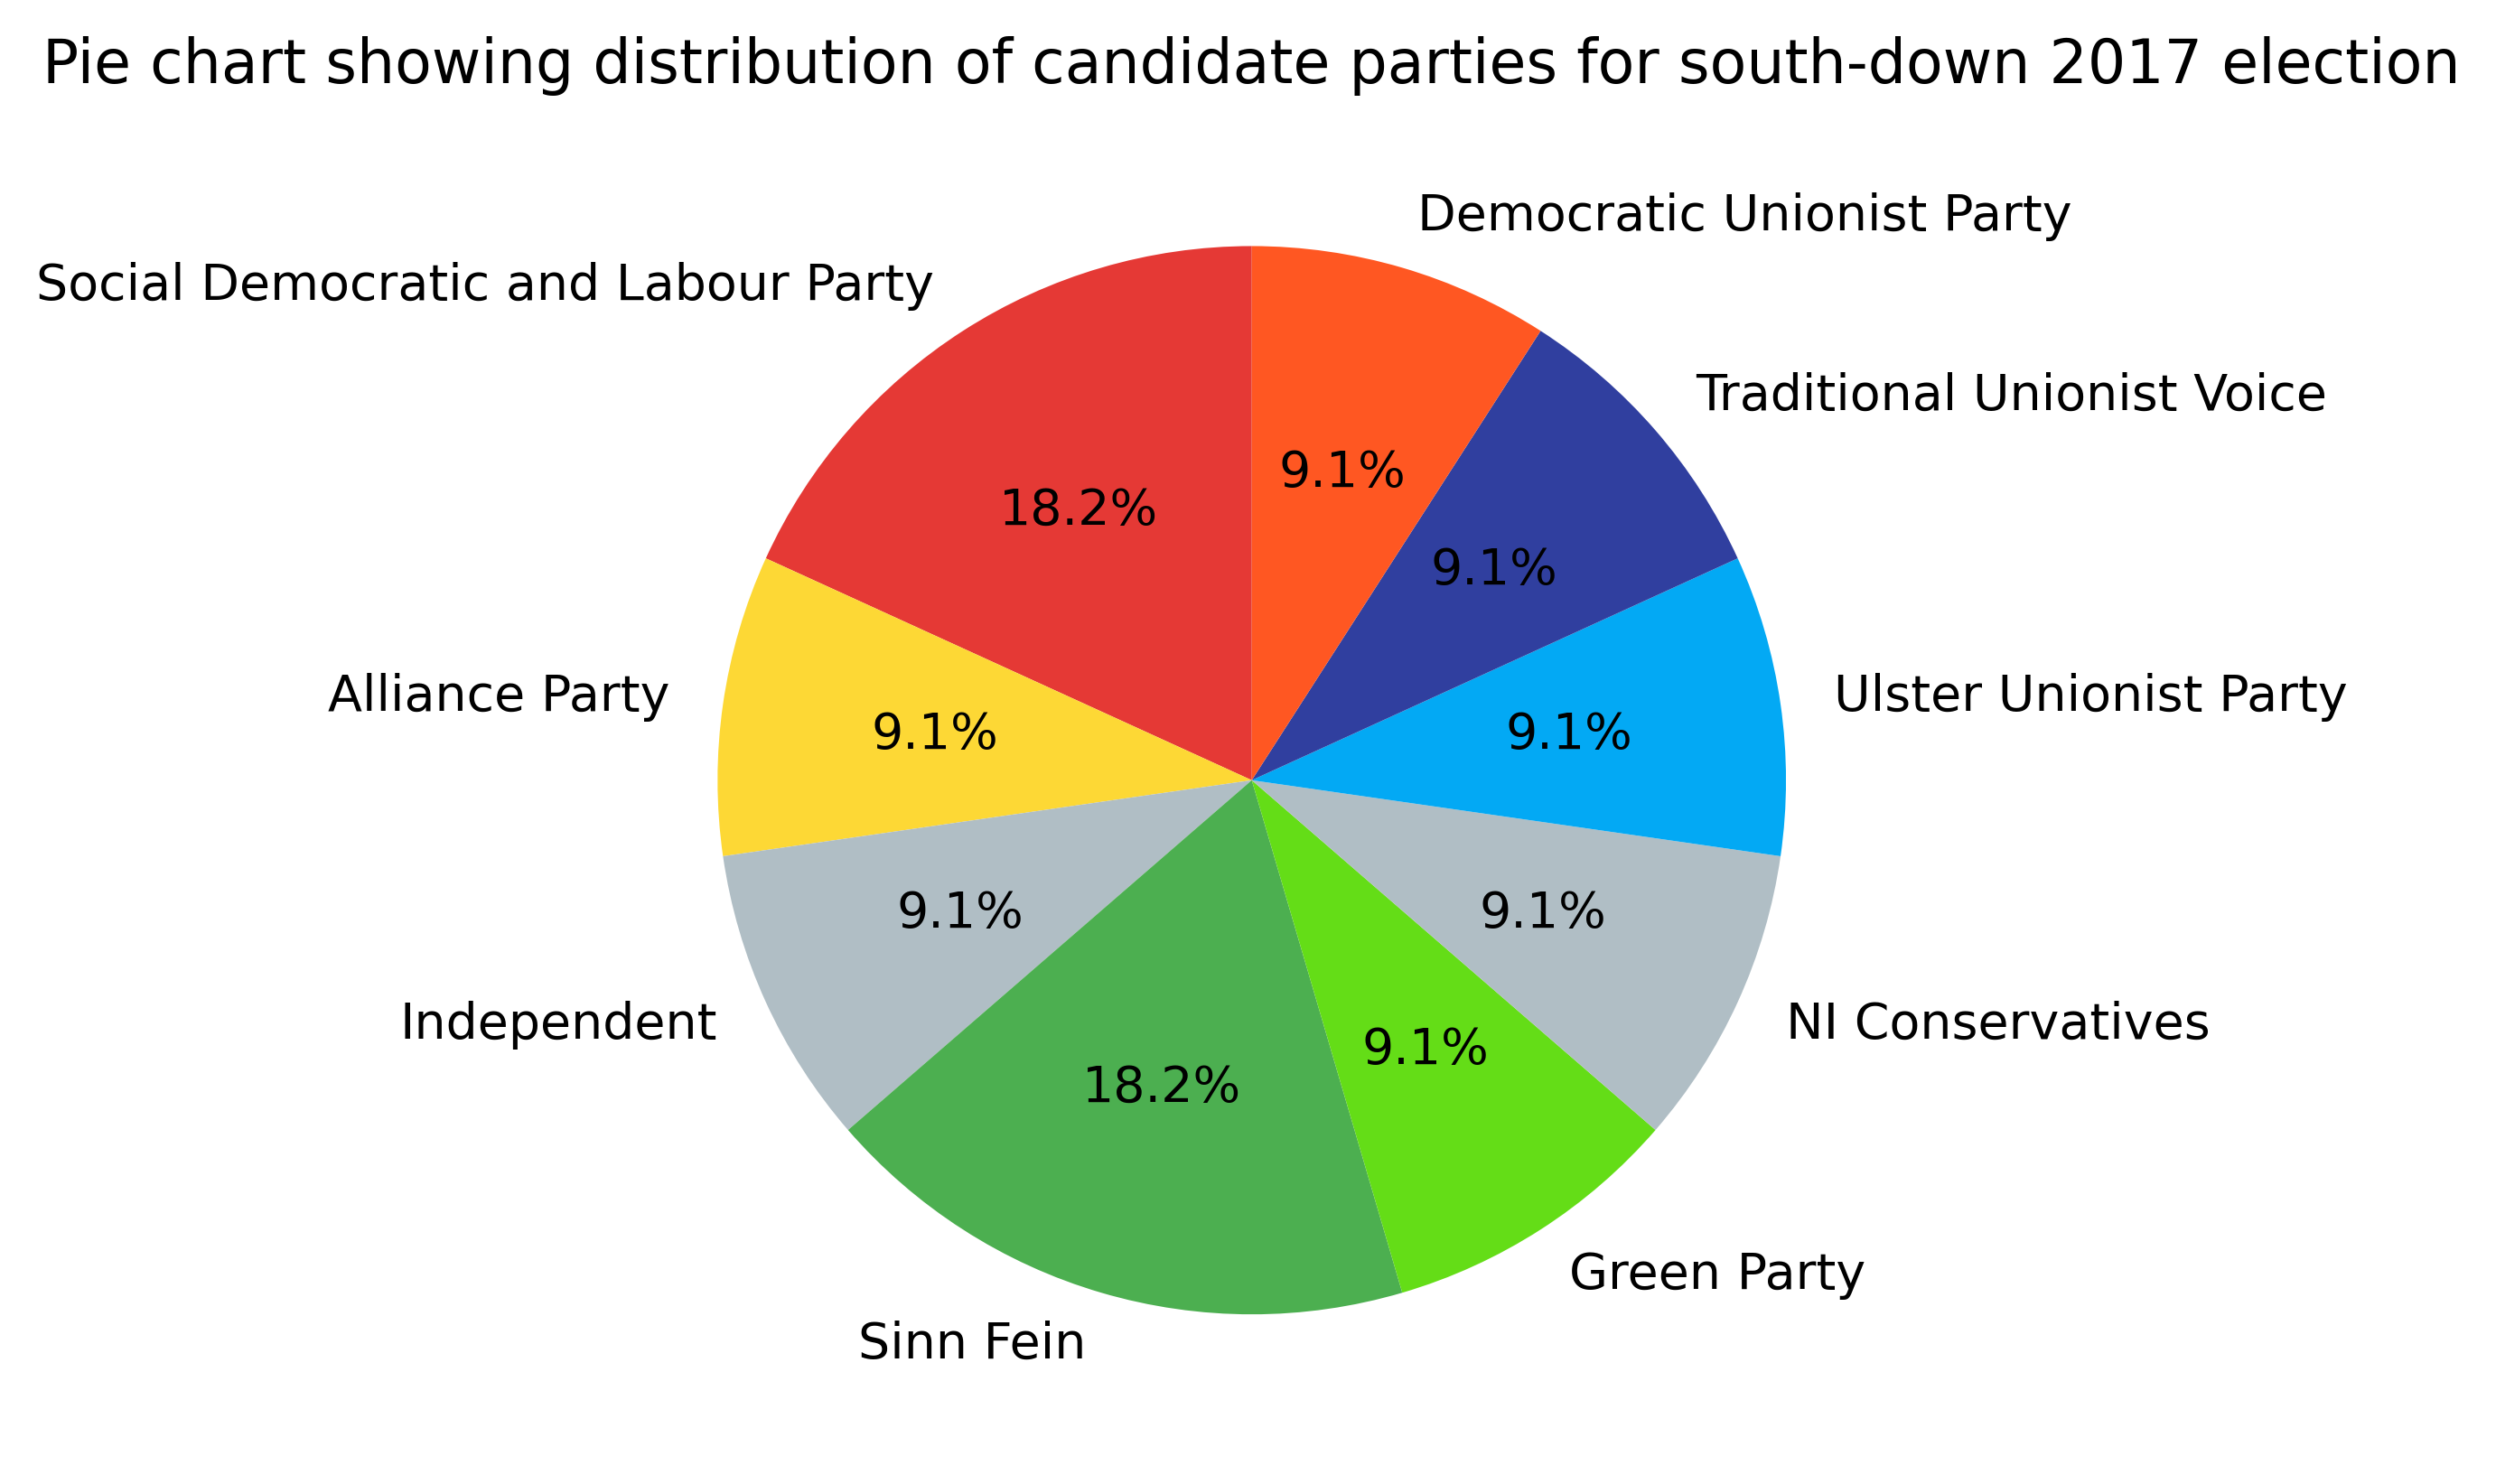 Pie chart showing distribution of candidate parties for south-down 2017 election
Democratic Unionist Party
Social Democratic and Labour Party
Traditional Unionist Voice
9.1%
18.2%
9.1%
Alliance Party
Ulster Unionist Party
9.1%
9.1%
9.1%
9.1%
Independent
NI Conservatives
9.1%
18.2%
Green Party
Sinn Fein